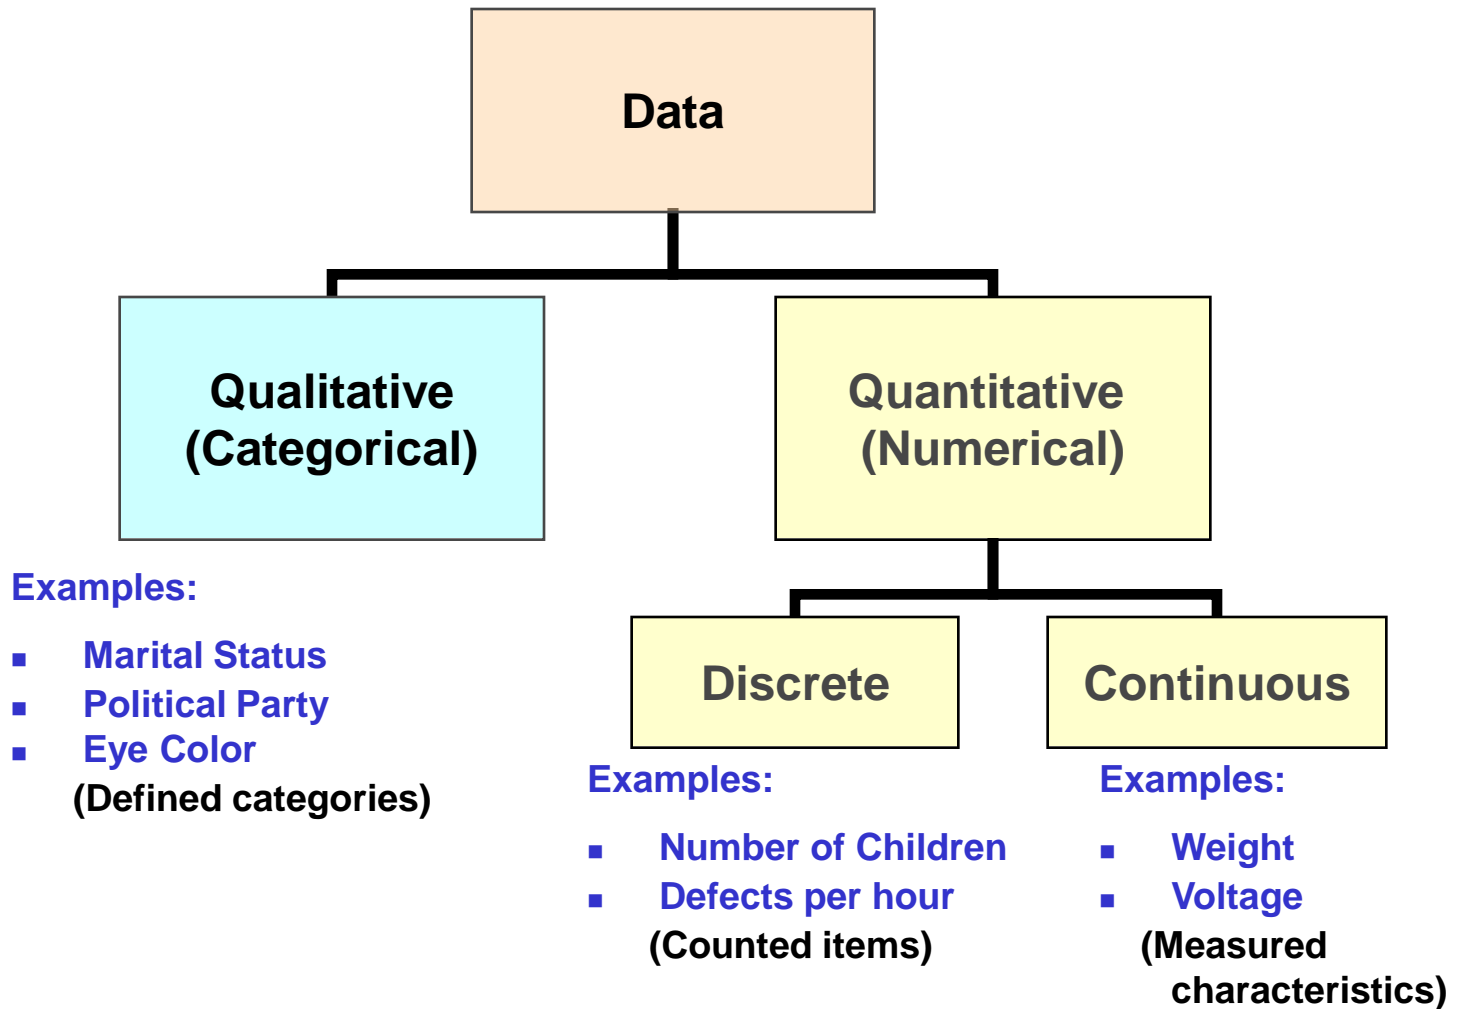 Data
Qualitative
(Categorical)
Quantitative
(Numerical)
Examples:
Marital Status
Political Party
Eye Color
(Defined categories)
Discrete
Examples:
Number of Children
Defects per hour
(Counted items)
Continuous
Examples:
Weight
Voltage
(Measured
characteristics)